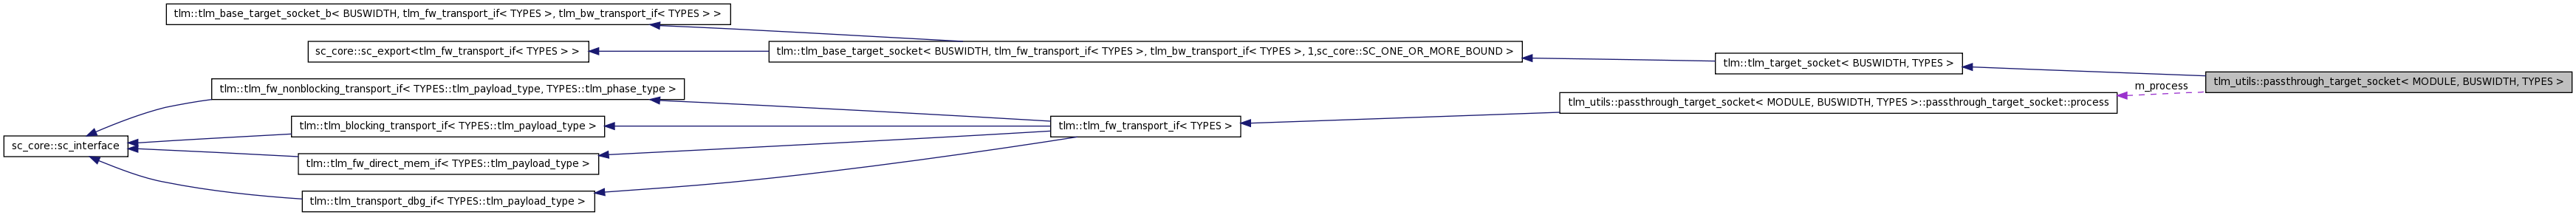 tlm::tlm_base_target_socket_b< BUSWIDTH, tlm_fw_transport_if< TYPES >, tlm_bw_transport_if< TYPES > >
sc_core::sc_export<tlm_fw_transport_if< TYPES > >
tlm::tlm_base_target_socket< BUSWIDTH, tlm_fw_transport_if< TYPES >, tlm_bw_transport_if< TYPES >, 1,sc_core::SC_ONE_OR_MORE_BOUND >
tlm::tlm_target_socket< BUSWIDTH, TYPES >
tlm_utils::passthrough_target_socket< MODULE, BUSWIDTH, TYPES >
m_process
tlm::tlm_fw_nonblocking_transport_if< TYPES::tlm_payload_type, TYPES::tlm_phase_type >
tlm_utils::passthrough_target_socket< MODULE, BUSWIDTH, TYPES >::passthrough_target_socket::process
tlm::tlm_blocking_transport_if< TYPES::tlm_payload_type >
tlm::tlm_fw_transport_if< TYPES >
sc_core::sc_interface
tlm::tlm_fw_direct_mem_if< TYPES::tlm_payload_type >
tlm::tlm_transport_dbg_if< TYPES::tlm_payload_type >